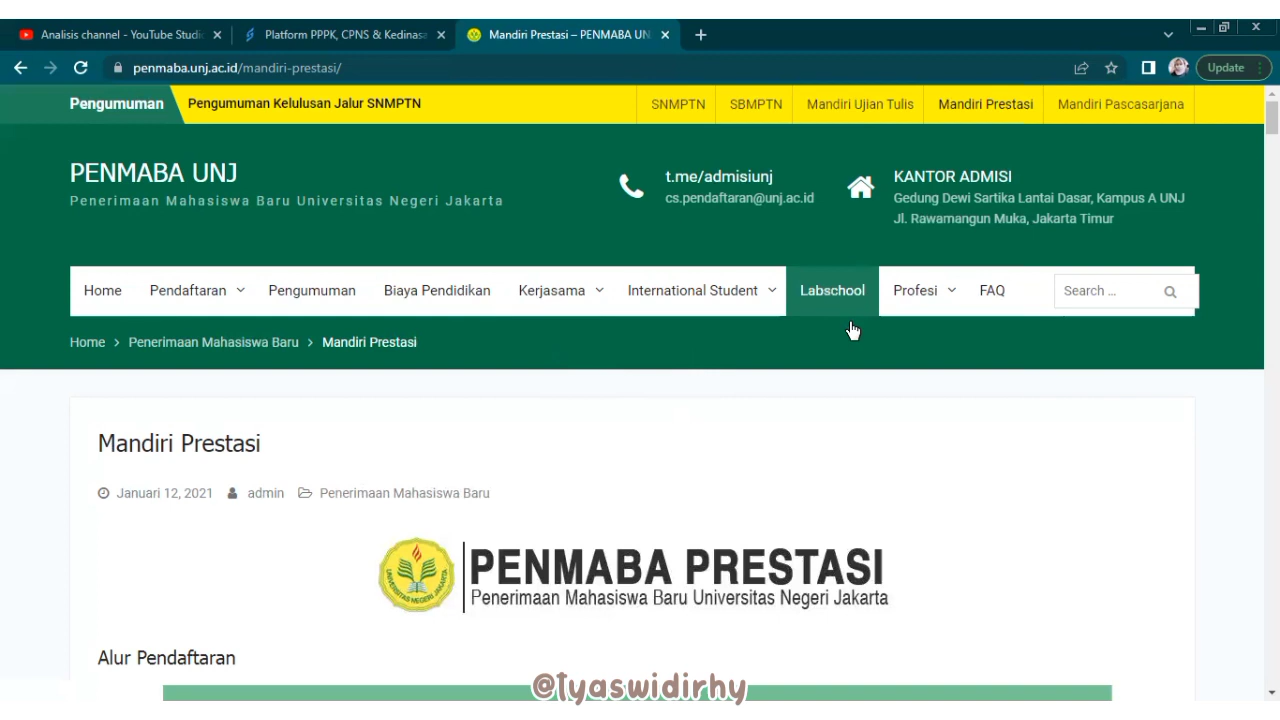 Analisis channel - YouTube Studi
Platform PPPK, CPNS & Kedinasa
Mandiri Prestasi – PENMABA UN
penmaba.unj.ac.id/mandiri-prestasi/
Update
Pengumuman
Pengumuman Kelulusan Jalur SNMPTN
SNMPTN
SBMPTN
Mandiri Ujian Tulis
Mandiri Prestasi
Mandiri Pascasarjana
PENMABA UNJ
Penerimaan Mahasiswa Baru Universitas Negeri Jakarta
t.me/admisiunj
cs.pendaftaran@unj.ac.id
KANTOR ADMISI
Gedung Dewi Sartika Lantai Dasar, Kampus A UNJ
Jl. Rawamangun Muka, Jakarta Timur
Home
Pendaftaran
Pengumuman
Biaya Pendidikan
Kerjasama
International Student
Labschool
Profesi
FAQ
Search ...
Home > Penerimaan Mahasiswa Baru > Mandiri Prestasi
Mandiri Prestasi
Januari 12, 2021 admin Penerimaan Mahasiswa Baru
UNIVERSITAS NEGERI JAKARTA
PENMABA PRESTASI
Penerimaan Mahasiswa Baru Universitas Negeri Jakarta
Alur Pendaftaran
@tyaswidirhy